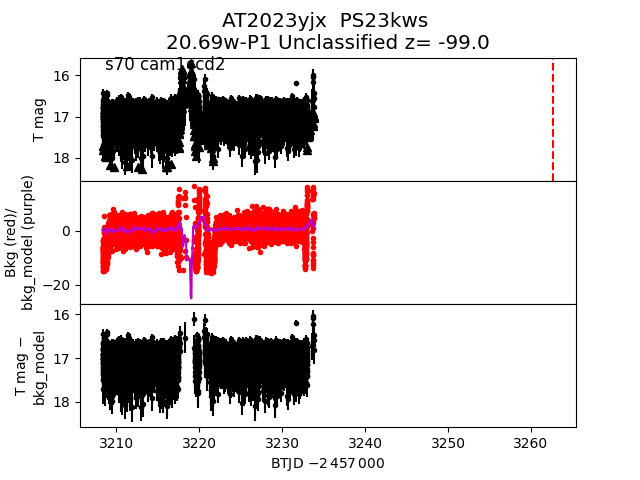 AT2023yjx  PS23kws
20.69w-P1 Unclassified z= -99.0
s70 cam1 cd2
T mag
16
17
18
Bkg (red)/
bkg_model (purple)
0
−20
T mag −
bkg_model
16
17
18
3210 3220 3230 3240 3250 3260
BTJD −2 457 000